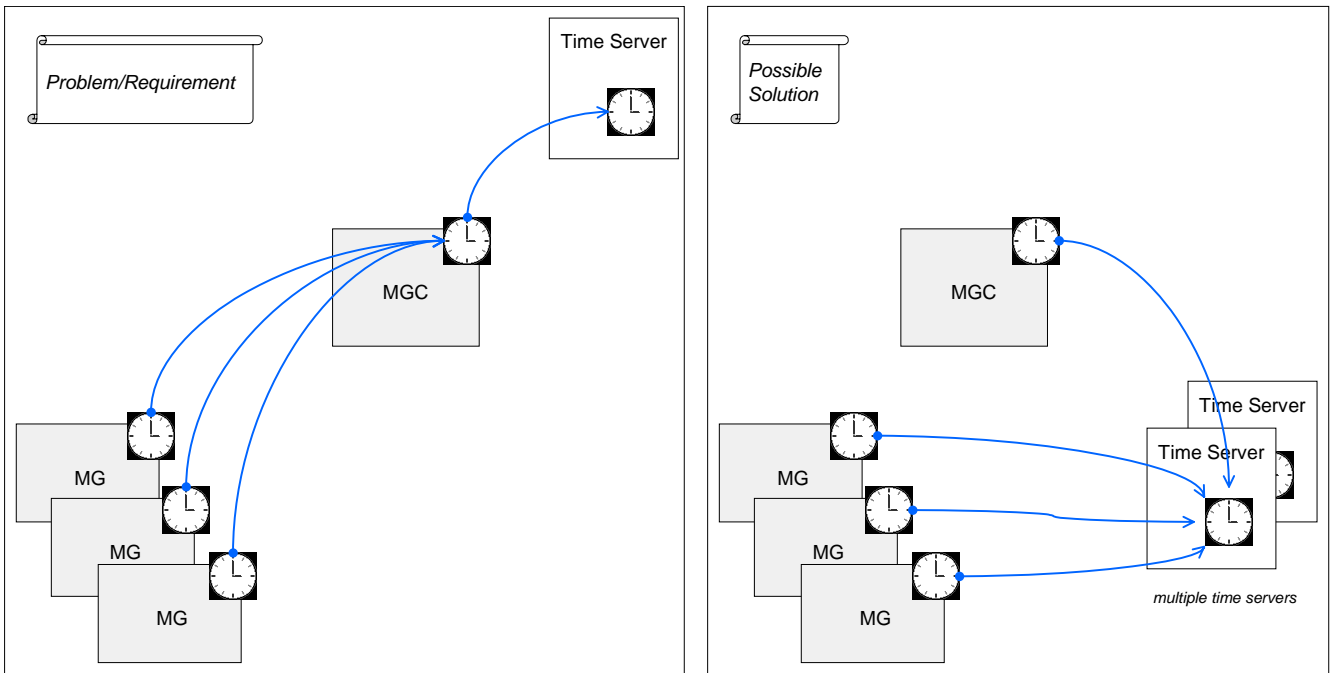 Problem/Requirement
Time Server
MGC
MG
MG
MG
Possible
Solution
MGC
Time Server
Time Server
MG
MG
MG
multiple time servers